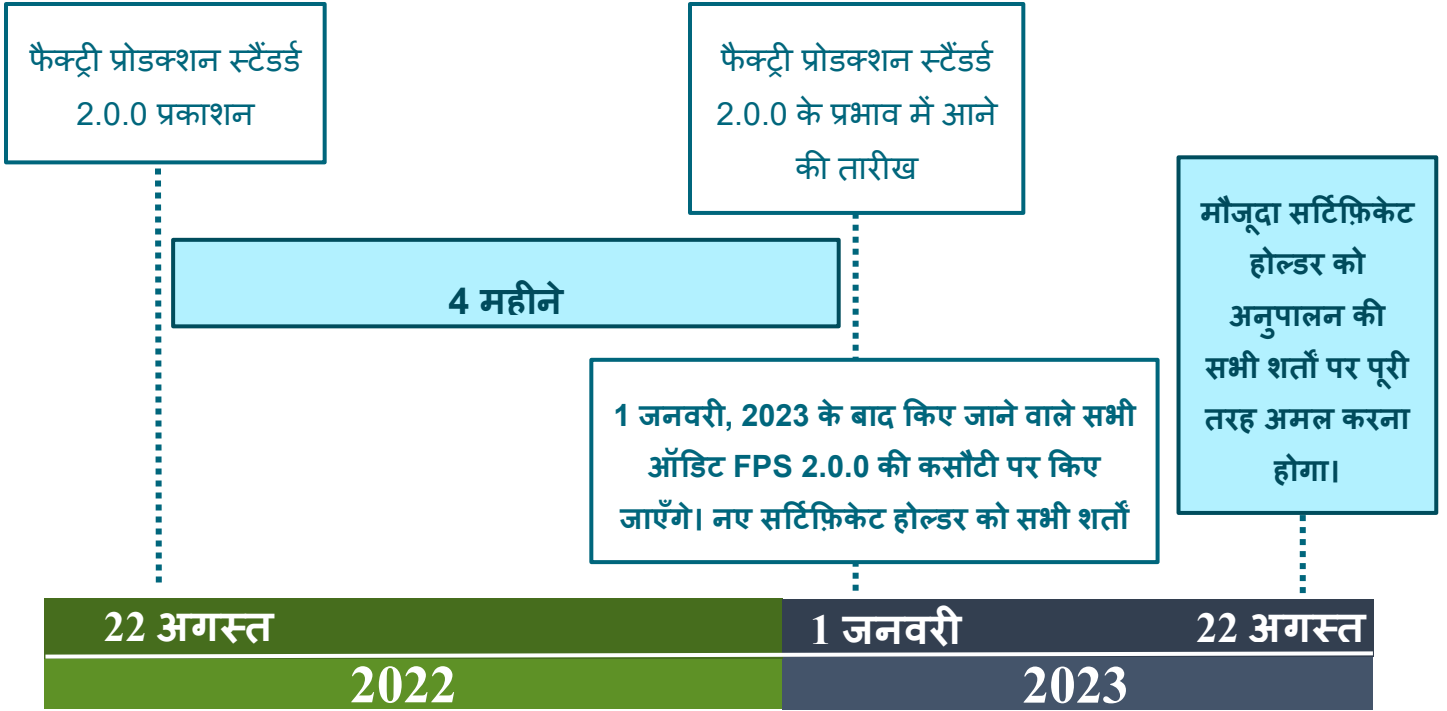 फैक्ट्री प्रोडक्शन स्टैंडर्ड
2.0.0 प्रकाशन
फैक्ट्री प्रोडक्शन स्टैंडर्ड
2.0.0 के प्रभाव में आने
की तारीख
मौजूदा सर्टिफ़िकेट
होल्डर को
अनुपालन की
सभी शर्तों पर पूरी
तरह अमल करना
होगा।
4 महीने
1 जनवरी, 2023 के बाद किए जाने वाले सभी
ऑडिट FPS 2.0.0 की कसौटी पर किए
जाएँगे। नए सर्टिफ़िकेट होल्डर को सभी शर्तों
22 अगस्त
1 जनवरी
22 अगस्त
2022
2023